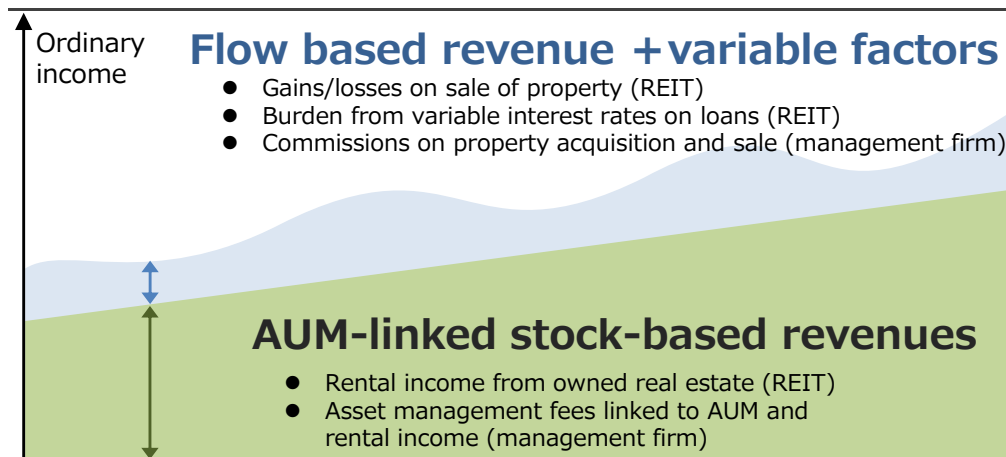 Ordinary
income
Flow based revenue +variable factors
● Gains/losses on sale of property (REIT)
● Burden from variable interest rates on loans (REIT)
● Commissions on property acquisition and sale (management firm)
AUM-linked stock-based revenues
● Rental income from owned real estate (REIT)
● Asset management fees linked to AUM and
rental income (management firm)